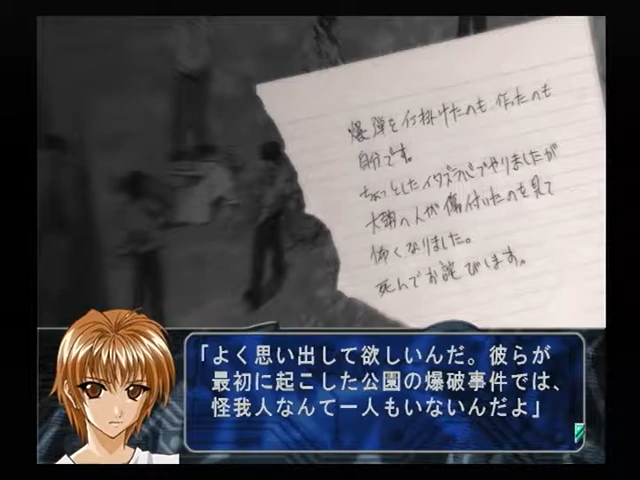 爆弾を仕掛けたのも作ったのも
自分です。
ちょっとしたイタズラ心でやりましたが
大勢の人が傷付いたのを見て
怖くなりました。
死んでお詫びします。
「よく思い出して欲しいんだ。彼らが
最初に起こした公園の爆破事件では、
怪我人なんて一人もいないんだよ」